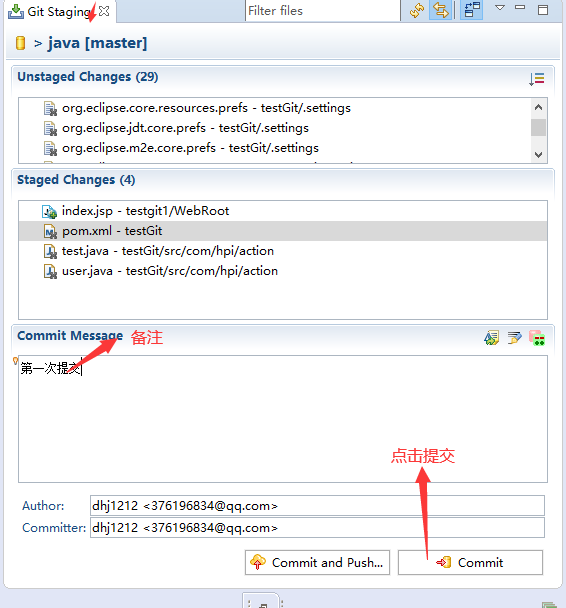 Git Staging
Filter files
> java [master]
Unstaged Changes (29)
org.eclipse.core.resources.prefs - testGit/.settings
org.eclipse.jdt.core.prefs - testGit/.settings
org.eclipse.m2e.core.prefs - testGit/.settings
Staged Changes (4)
index.jsp - testgit1/WebRoot
pom.xml - testGit
test.java - testGit/src/com/hpi/action
user.java - testGit/src/com/hpi/action
Commit Message 备注
第一次提交
点击提交
Author: dhj1212 <376196834@qq.com>
Committer: dhj1212 <376196834@qq.com>
Commit and Push... Commit